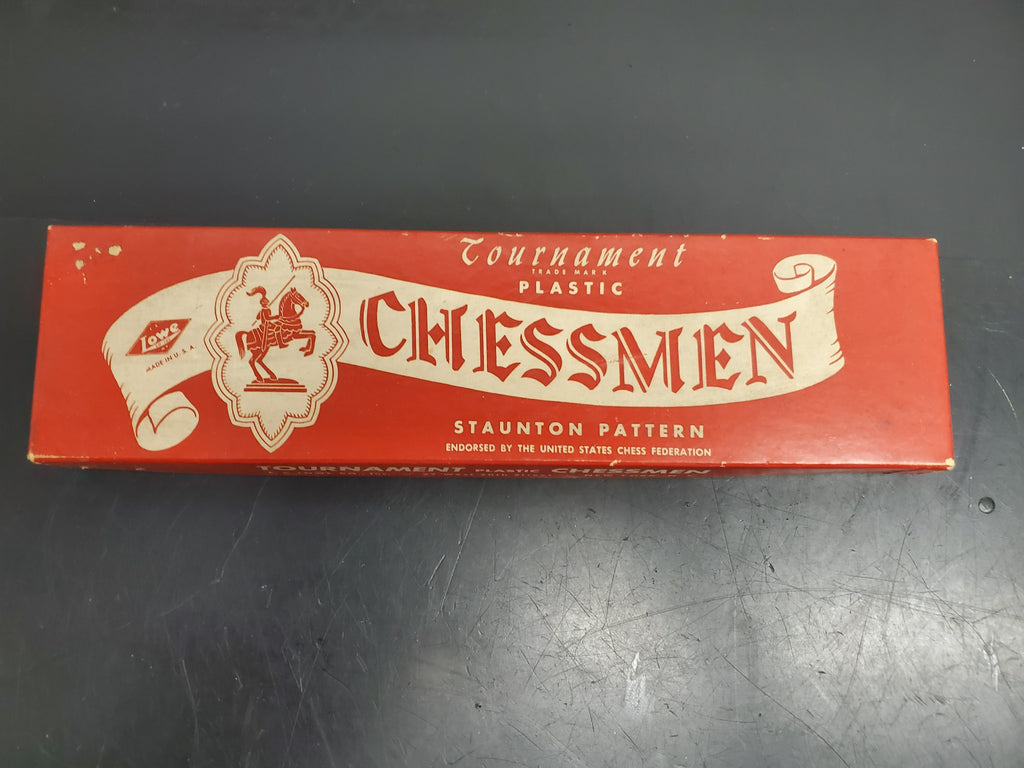 Tournament
TRADE MARK
PLASTIC
CHESSMEN
Lowe
MADE IN U.S.A.
STAUNTON PATTERN
ENDORSED BY THE UNITED STATES CHESS FEDERATION
TOURNAMENT PLASTIC CHESSMEN